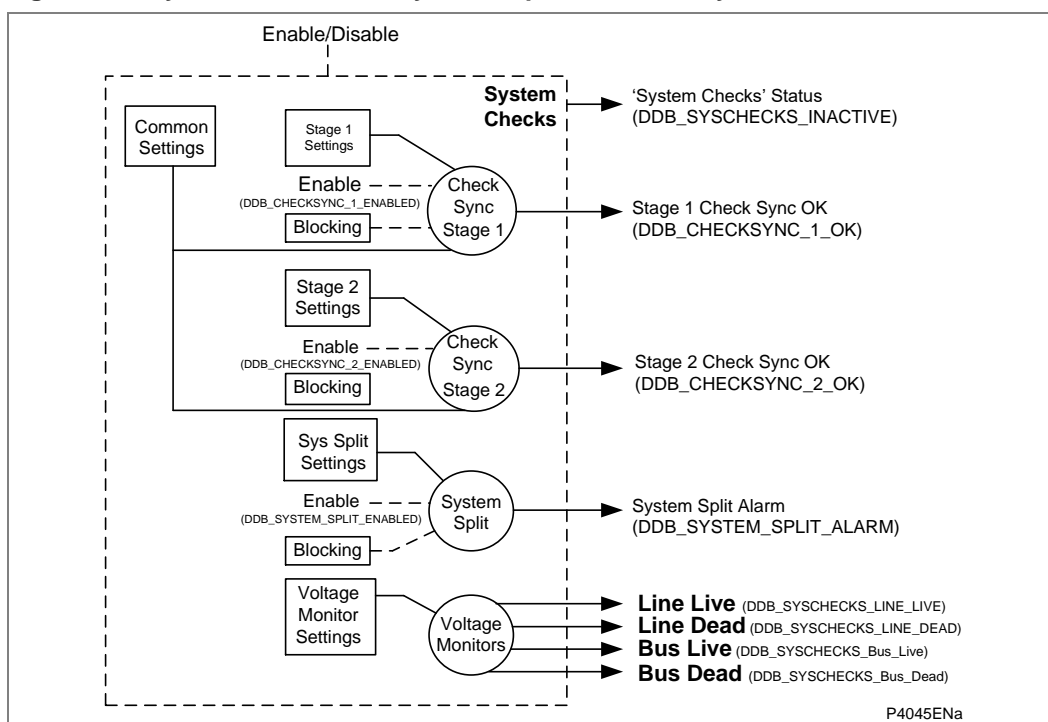 Enable/Disable
System
Checks
'System Checks' Status
(DDB_SYSCHECKS_INACTIVE)
Common
Settings
Stage 1
Settings
Enable
(DDB_CHECKSYNC_1_ENABLED)
Blocking
Check
Sync
Stage 1
Stage 1 Check Sync OK
(DDB_CHECKSYNC_1_OK)
Stage 2
Settings
Enable
(DDB_CHECKSYNC_2_ENABLED)
Blocking
Check
Sync
Stage 2
Stage 2 Check Sync OK
(DDB_CHECKSYNC_2_OK)
Sys Split
Settings
Enable
(DDB_SYSTEM_SPLIT_ENABLED)
Blocking
System
Split
System Split Alarm
(DDB_SYSTEM_SPLIT_ALARM)
Voltage
Monitor
Settings
Voltage
Monitors
Line Live (DDB_SYSCHECKS_LINE_LIVE)
Line Dead (DDB_SYSCHECKS_LINE_DEAD)
Bus Live (DDB_SYSCHECKS_Bus_Live)
Bus Dead (DDB_SYSCHECKS_Bus_Dead)
P4045ENa